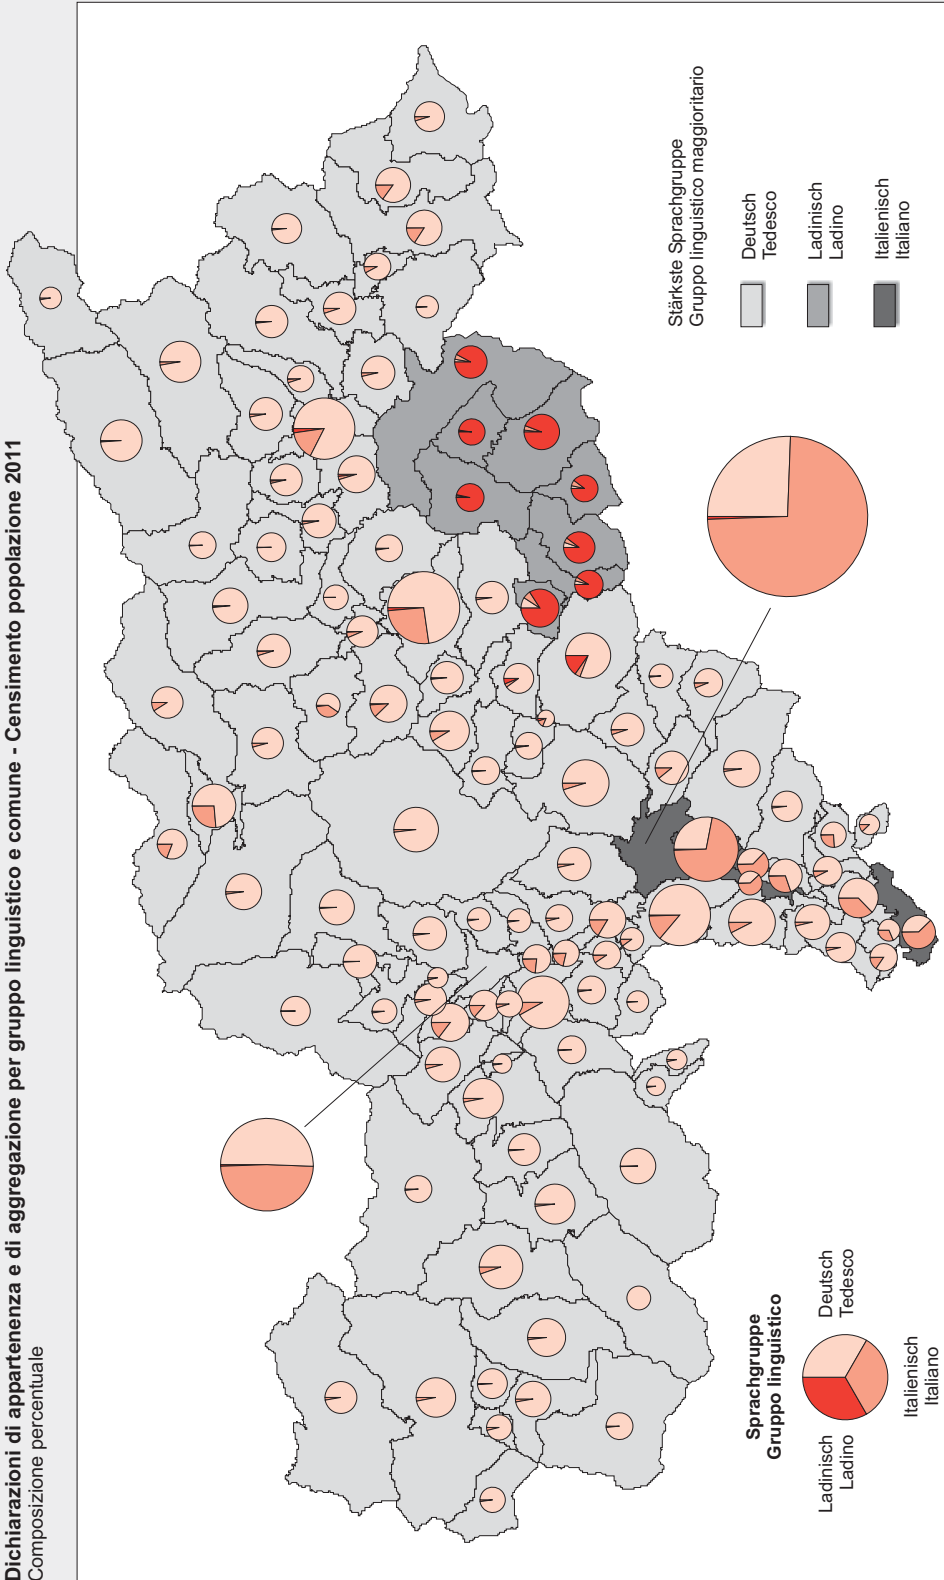 Dichiarazioni di appartenenza e di aggregazione per gruppo linguistico e comune - Censimento popolazione 2011
Composizione percentuale
Stärkste Sprachgruppe
Gruppo linguistico maggioritario
Deutsch
Tedesco
Ladinisch
Ladino
Italienisch
Italiano
Sprachgruppe
Gruppo linguistico
Ladinisch
Ladino
Deutsch
Tedesco
Italienisch
Italiano